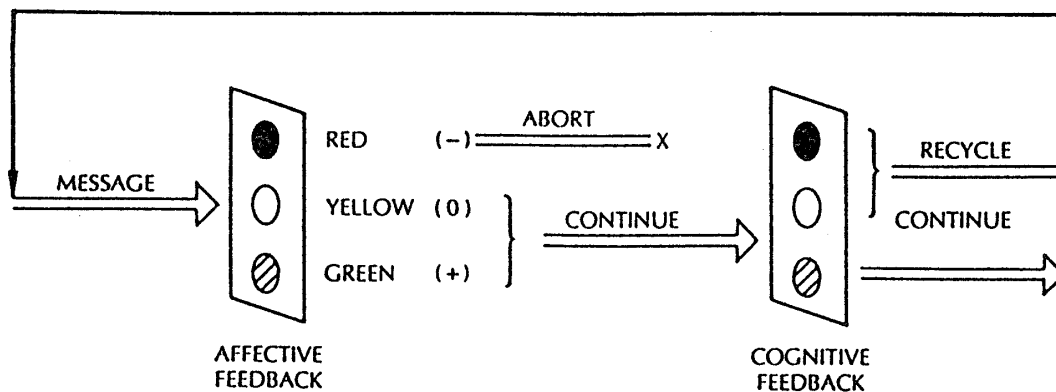 ABORT
RED (–) X
RECYCLE
MESSAGE
YELLOW (0)
CONTINUE
CONTINUE
GREEN (+)
AFFECTIVE
FEEDBACK
COGNITIVE
FEEDBACK